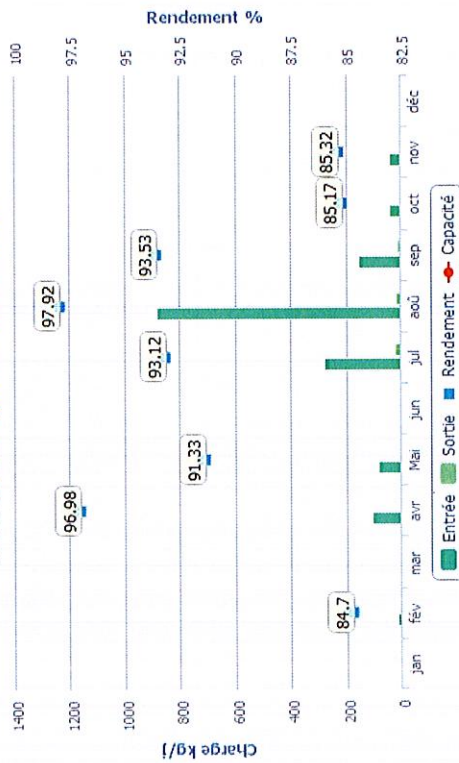 Rendement %
100
97.5
95
92.5
90
87.5
85
82.5
Charge kg/j
1400
1200
1000
800
600
400
200
0
84.7
96.98
91.33
93.12
97.92
93.53
85.17
85.32
jan
fév
mar
avr
Mai
jun
jul
aoû
sep
oct
nov
déc
Entrée
Sortie
Rendement
Capacité